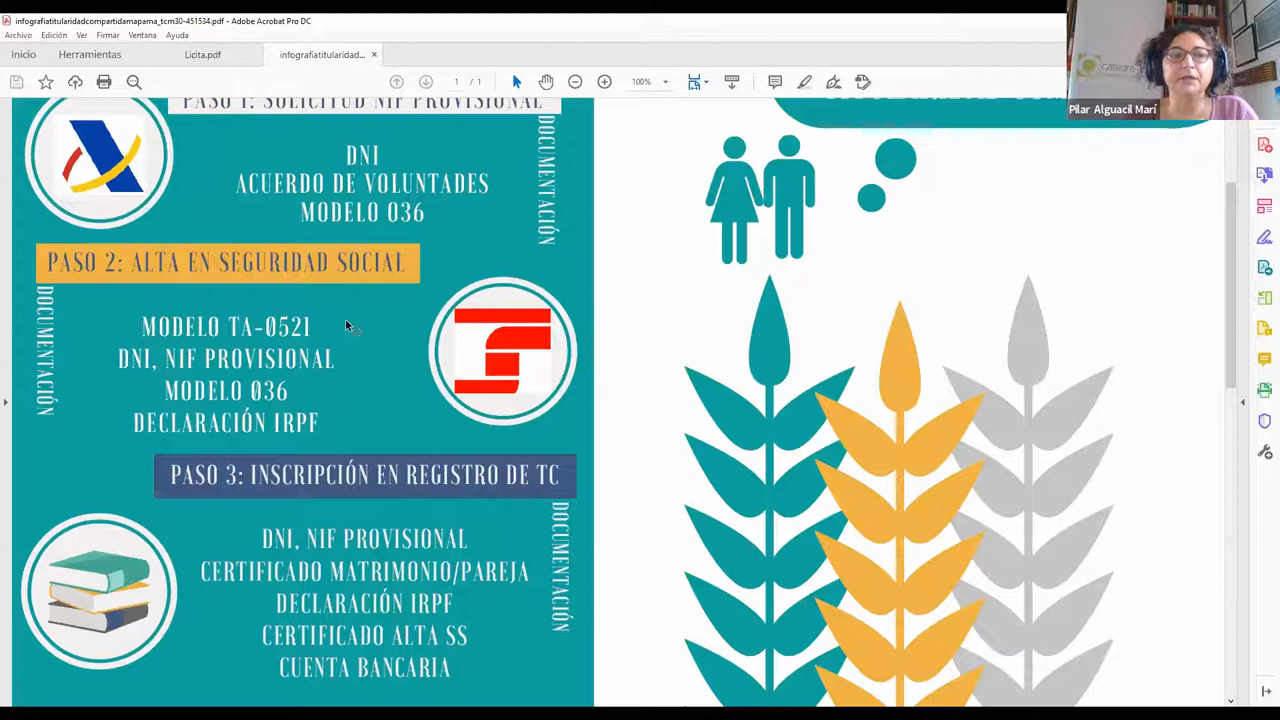 infografiatitularidadcompartidamapama_tcm30-451534.pdf - Adobe Acrobat Pro DC
Archivo Edición Ver Firmar Ventana Ayuda
Inicio Herramientas Licita.pdf infografiatitularidad... ×
1 / 1 100%
cátedra
Pilar Alguacil Marí
PASO 1: SOLICITUD NIF PROVISIONAL
DOCUMENTACIÓN
DNI
ACUERDO DE VOLUNTADES
MODELO 036
PASO 2: ALTA EN SEGURIDAD SOCIAL
DOCUMENTACIÓN
MODELO TA-0521
DNI, NIF PROVISIONAL
MODELO 036
DECLARACIÓN IRPF
PASO 3: INSCRIPCIÓN EN REGISTRO DE TC
DOCUMENTACIÓN
DNI, NIF PROVISIONAL
CERTIFICADO MATRIMONIO/PAREJA
DECLARACIÓN IRPF
CERTIFICADO ALTA SS
CUENTA BANCARIA